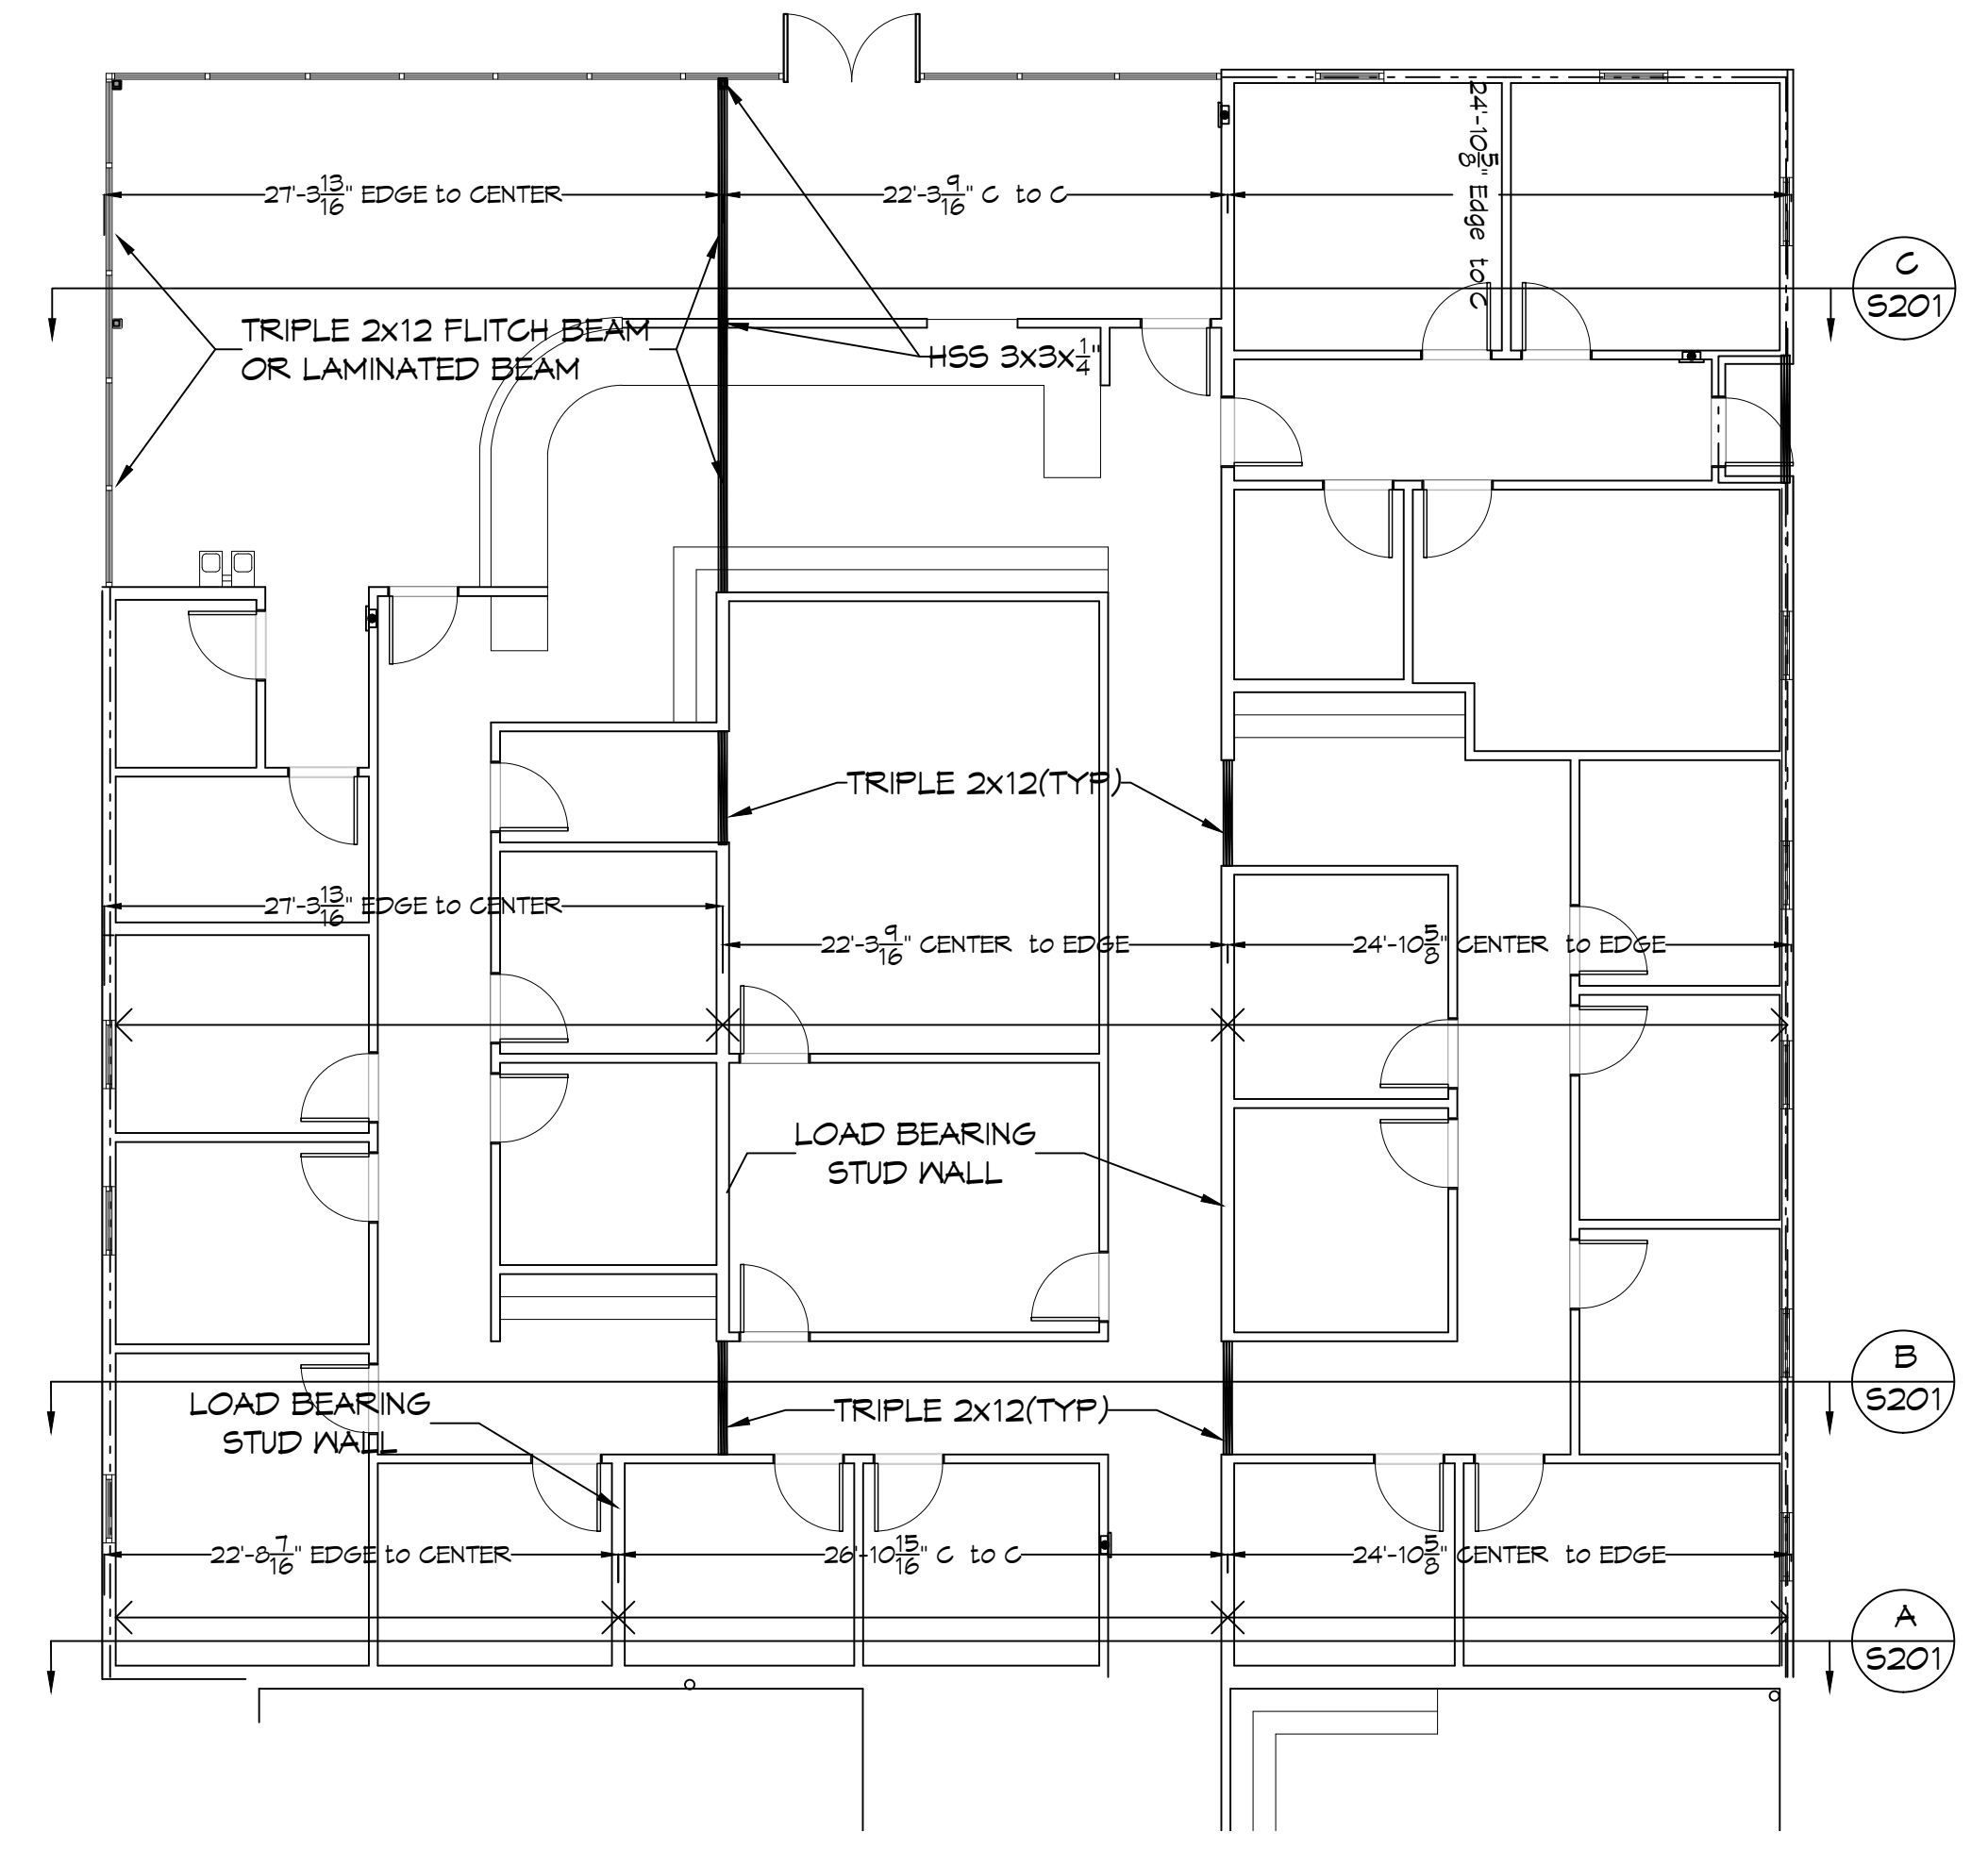 27'-3 13/16" EDGE to CENTER
22'-3 9/16" C to C
24'-10 5/8" Edge to C
C
S201
TRIPLE 2x12 FLITCH BEAM
OR LAMINATED BEAM
HSS 3x3x1/4"
TRIPLE 2x12(TYP)
27'-3 13/16" EDGE to CENTER
22'-3 9/16" CENTER to EDGE
24'-10 5/8" CENTER to EDGE
LOAD BEARING
STUD WALL
B
S201
LOAD BEARING
STUD WALL
TRIPLE 2x12(TYP)
22'-8 7/16" EDGE to CENTER
26'-10 15/16" C to C
24'-10 5/8" CENTER to EDGE
A
S201